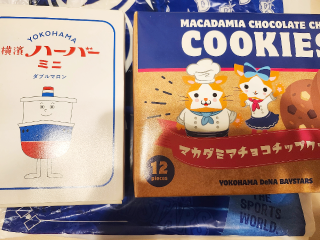 YOKOHAMA
横濱
ハーバー
ミニ
ダブルマロン
MACADAMIA CHOCOLATE CH
COOKIES
マカダミアチョコチップクッ
12
pieces
YOKOHAMA DeNA BAYSTARS
THE SPORTS
WORLD.